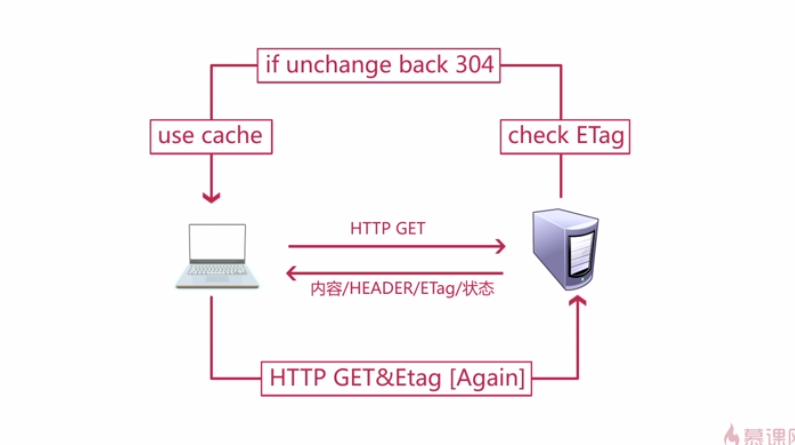 if unchange back 304
use cache
check ETag
HTTP GET
内容/HEADER/ETag/状态
HTTP GET&Etag [Again]
慕课网